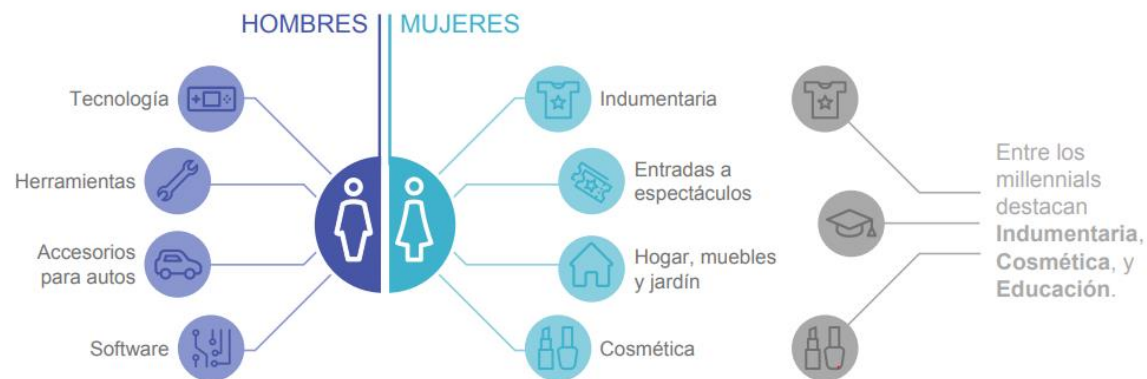 HOMBRES
MUJERES
Tecnología
Herramientas
Accesorios
para autos
Software
Indumentaria
Entradas a
espectáculos
Hogar, muebles
y jardín
Cosmética
Entre los
millennials
destacan
Indumentaria,
Cosmética, y
Educación.